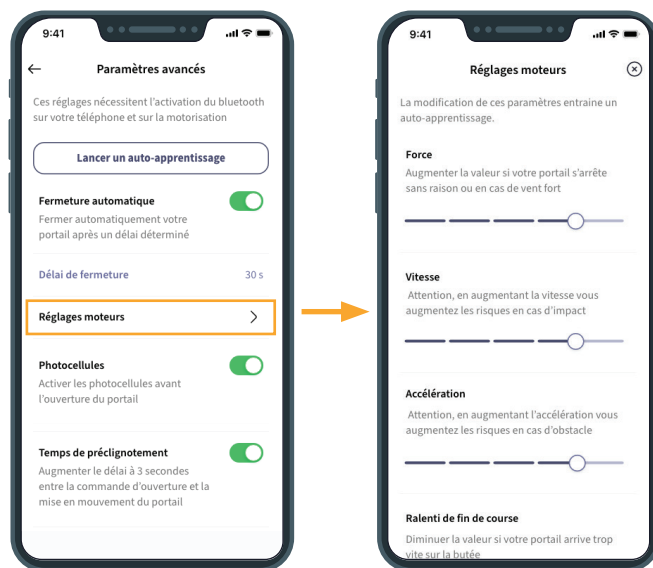 9:41
Paramètres avancés
Ces réglages nécessitent l'activation du bluetooth
sur votre téléphone et sur la motorisation
Lancer un auto-apprentissage
Fermeture automatique
Fermer automatiquement votre
portail après un délai déterminé
Délai de fermeture 30 s
Réglages moteurs
Photocellules
Activer les photocellules avant
l'ouverture du portail
Temps de préclignotement
Augmenter le délai à 3 secondes
entre la commande d'ouverture et la
mise en mouvement du portail
9:41
Réglages moteurs
La modification de ces paramètres entraine un
auto-apprentissage.
Force
Augmenter la valeur si votre portail s'arrête
sans raison ou en cas de vent fort
Vitesse
Attention, en augmentant la vitesse vous
augmentez les risques en cas d'impact
Accélération
Attention, en augmentant l'accélération vous
augmentez les risques en cas d'obstacle
Ralenti de fin de course
Diminuer la valeur si votre portail arrive trop
vite sur la butée